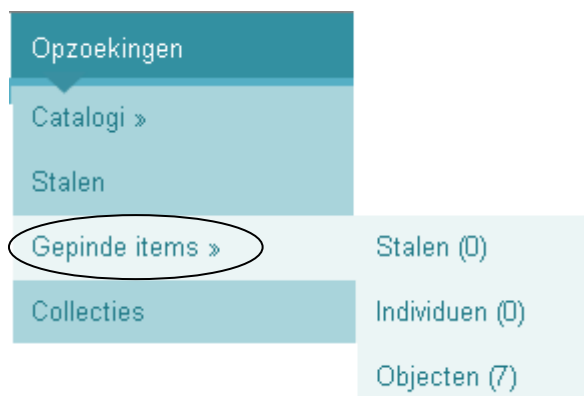 Opzoekingen
Catalogi »
Stalen
Gepinde items »
Collecties
Stalen (0)
Individuen (0)
Objecten (7)